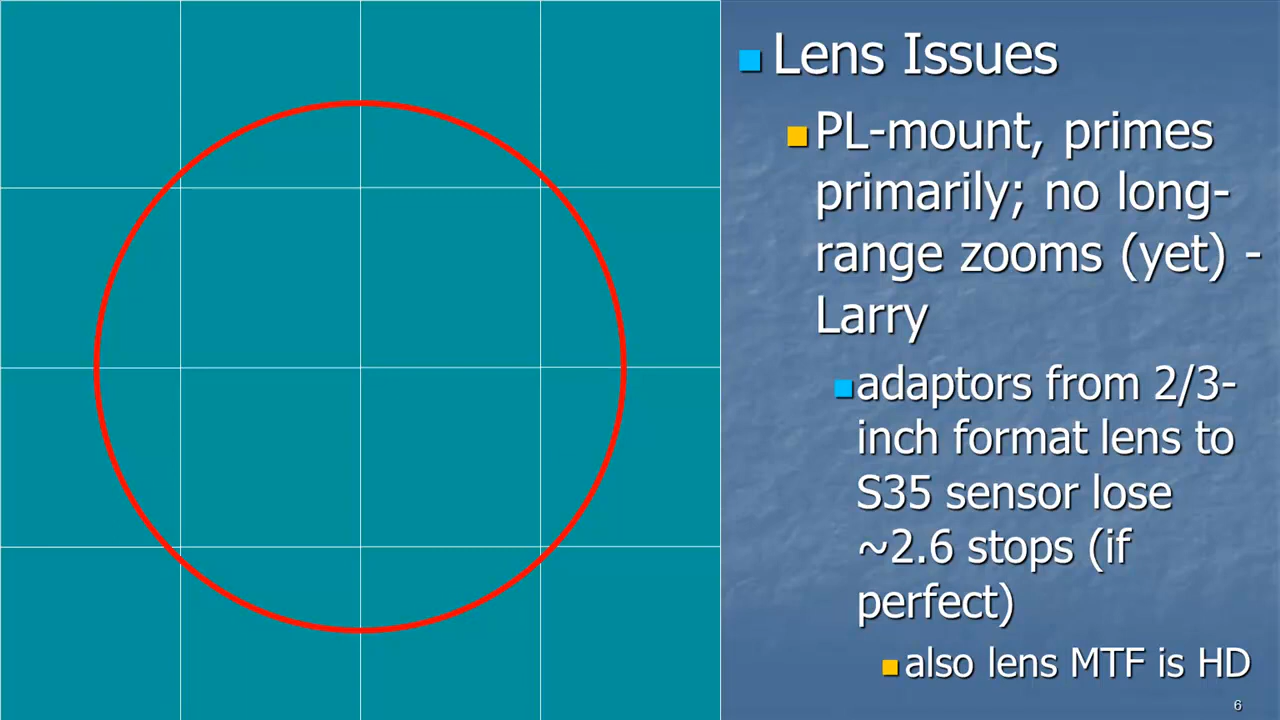 Lens Issues
PL-mount, primes
primarily; no long-
range zooms (yet) -
Larry
adaptors from 2/3-
inch format lens to
S35 sensor lose
~2.6 stops (if
perfect)
also lens MTF is HD
6